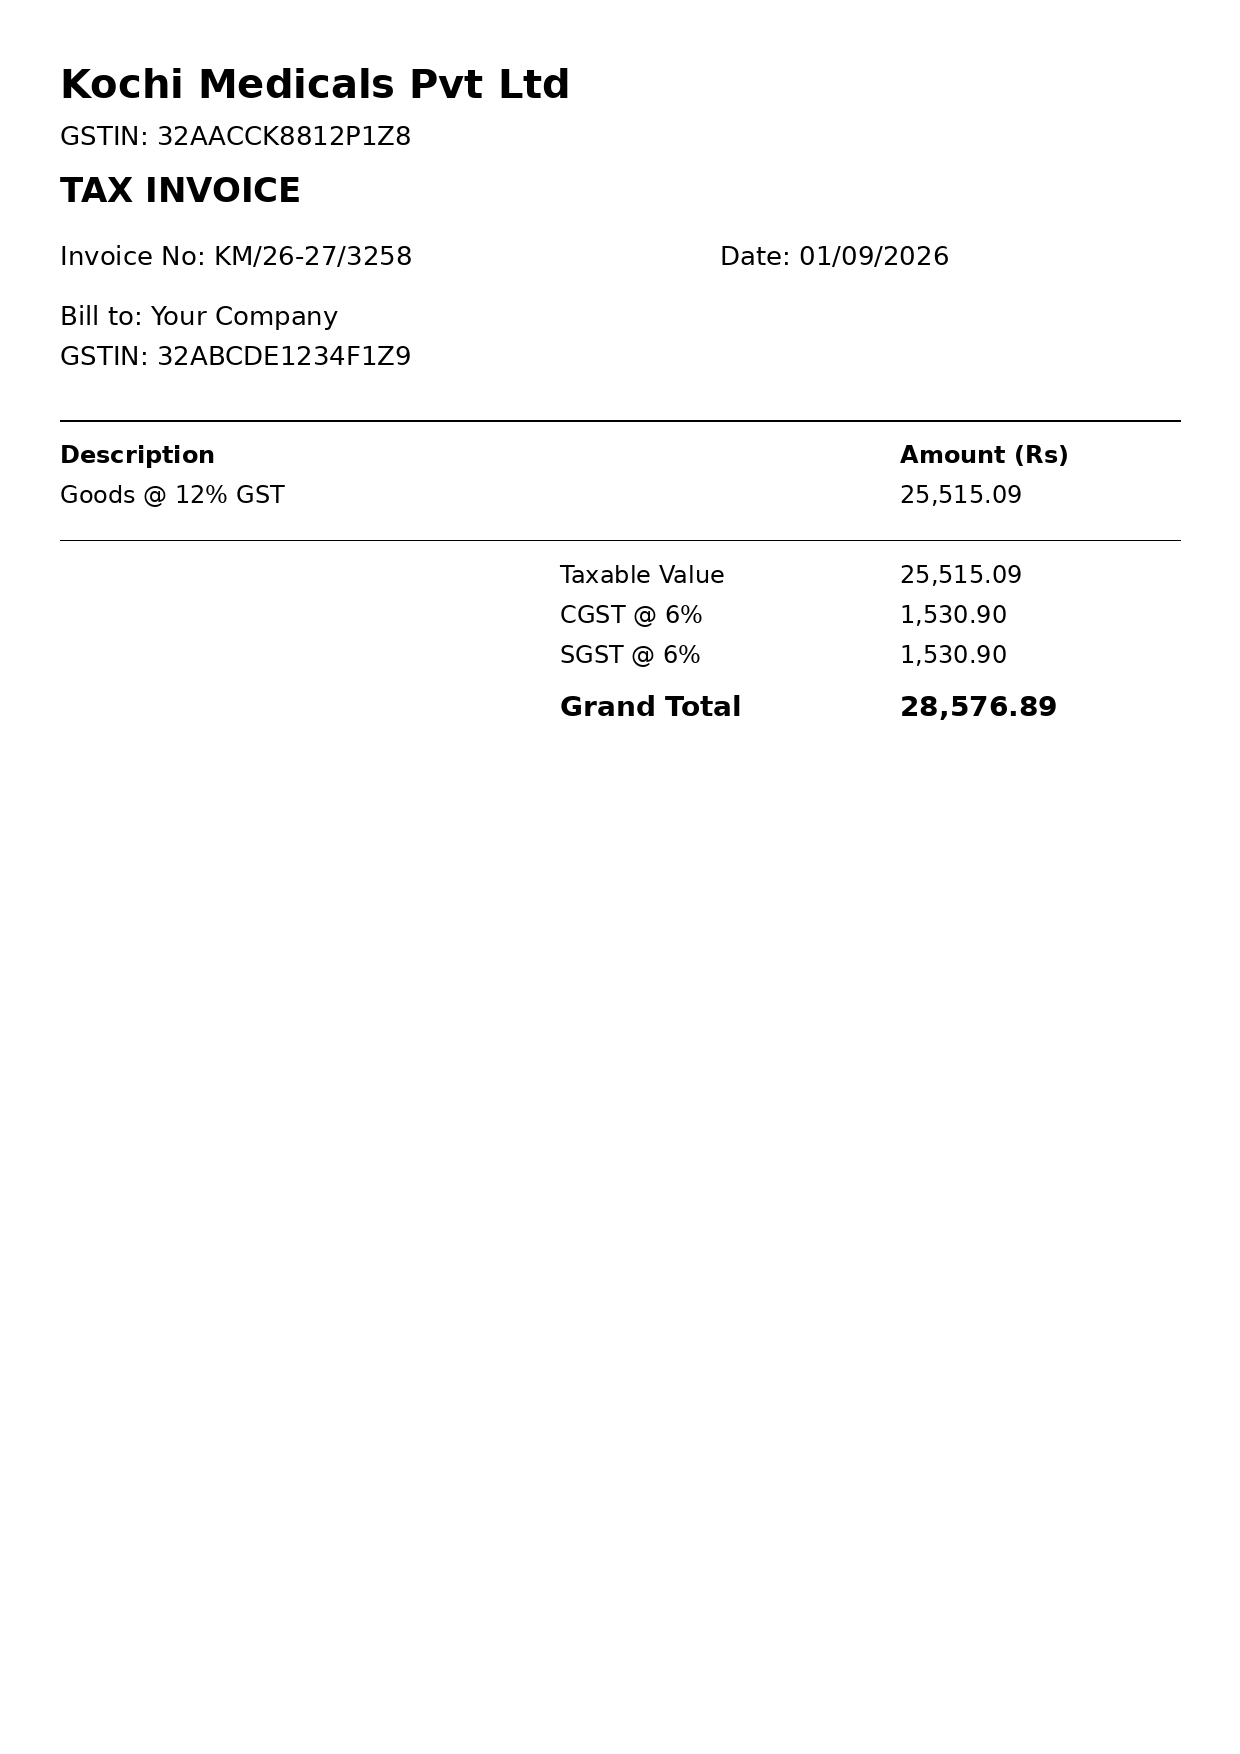 Kochi Medicals Pvt Ltd
GSTIN: 32AACCK8812P1Z8
TAX INVOICE
Invoice No: KM/26-27/3258 Date: 01/09/2026
Bill to: Your Company
GSTIN: 32ABCDE1234F1Z9
Description Amount (Rs)
Goods @ 12% GST 25,515.09
Taxable Value 25,515.09
CGST @ 6% 1,530.90
SGST @ 6% 1,530.90
Grand Total 28,576.89